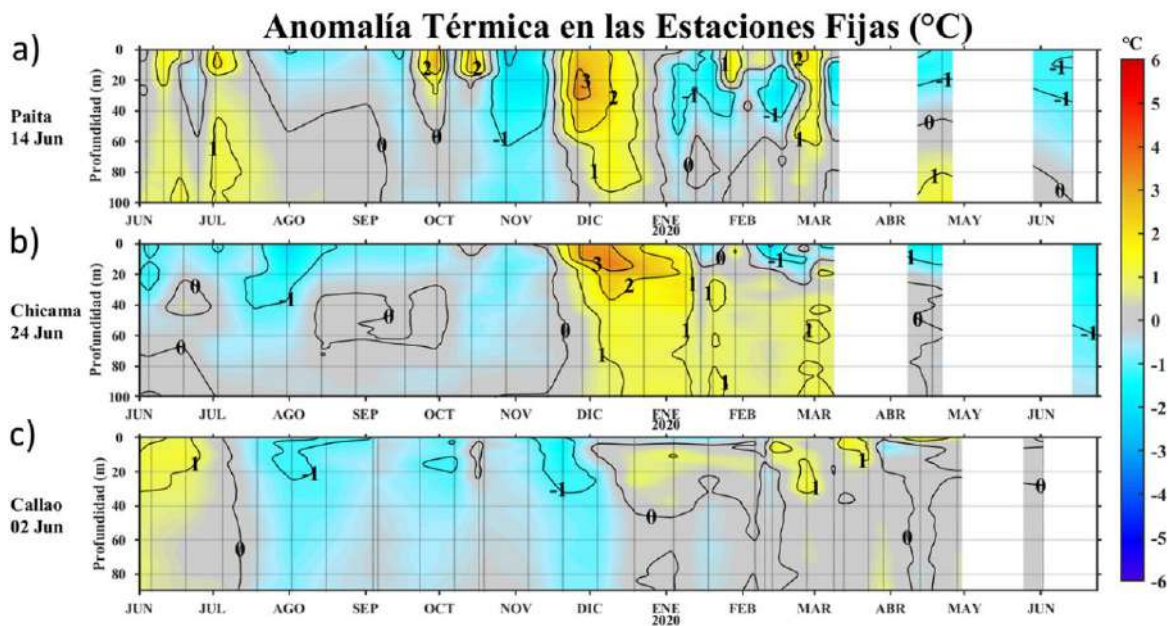 Anomalía Térmica en las Estaciones Fijas (°C)
a)
Paita
14 Jun
Profundidad (m)
0
20
40
60
80
100
2 2 3 2 1 -1 1 2 -1 -1
0 0 -1 0 -1
1 1 0 1 1 0
JUN JUL AGO SEP OCT NOV DIC ENE FEB MAR ABR MAY JUN
2020
b)
Chicama
24 Jun
Profundidad (m)
0
20
40
60
80
100
3 2 1 0 -1 -1
0 -1 0 0 1 1 0
0 1 1 1 -1
JUN JUL AGO SEP OCT NOV DIC ENE FEB MAR ABR MAY JUN
2020
c)
Callao
02 Jun
Profundidad (m)
0
20
40
60
80
1 -1 -1 1 1 0
0 0 0
JUN JUL AGO SEP OCT NOV DIC ENE FEB MAR ABR MAY JUN
2020
°C
6
5
4
3
2
1
0
-1
-2
-3
-4
-5
-6